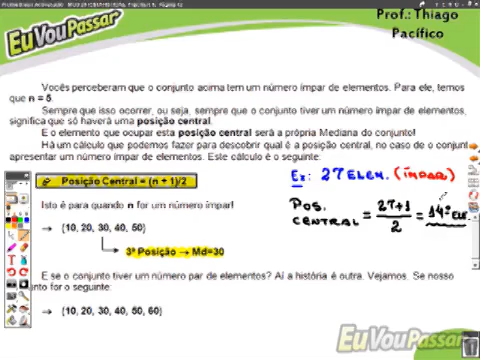 EuVouPassar
Prof.: Thiago
Pacífico
Vocês perceberam que o conjunto acima tem um número ímpar de elementos. Para ele, temos
que n = 5.
Sempre que isso ocorrer, ou seja, sempre que o conjunto tiver um número ímpar de elementos,
significa que só haverá uma posição central.
E o elemento que ocupar esta posição central será a própria Mediana do conjunto!
Há um cálculo que podemos fazer para descobrir qual é a posição central, no caso de o conjunt
apresentar um número ímpar de elementos. Este cálculo é o seguinte:
Posição Central = (n + 1)/2
Ex: 27 ELEM. (ÍMPAR)
Isto é para quando n for um número ímpar!
POS. CENTRAL = 27+1 / 2 = 14º
→ (10, 20, 30, 40, 50)
3ª Posição → Md=30
E se o conjunto tiver um número par de elementos? Aí a história é outra. Vejamos. Se nosso
unto for o seguinte:
→ (10, 20, 30, 40, 50, 60)
EuVouPassar